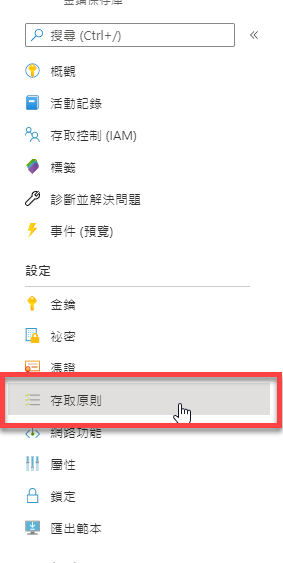 金鑰保存庫
搜尋 (Ctrl+/)
概觀
活動記錄
存取控制 (IAM)
標籤
診斷並解決問題
事件 (預覽)
設定
金鑰
祕密
憑證
存取原則
網路功能
屬性
鎖定
匯出範本